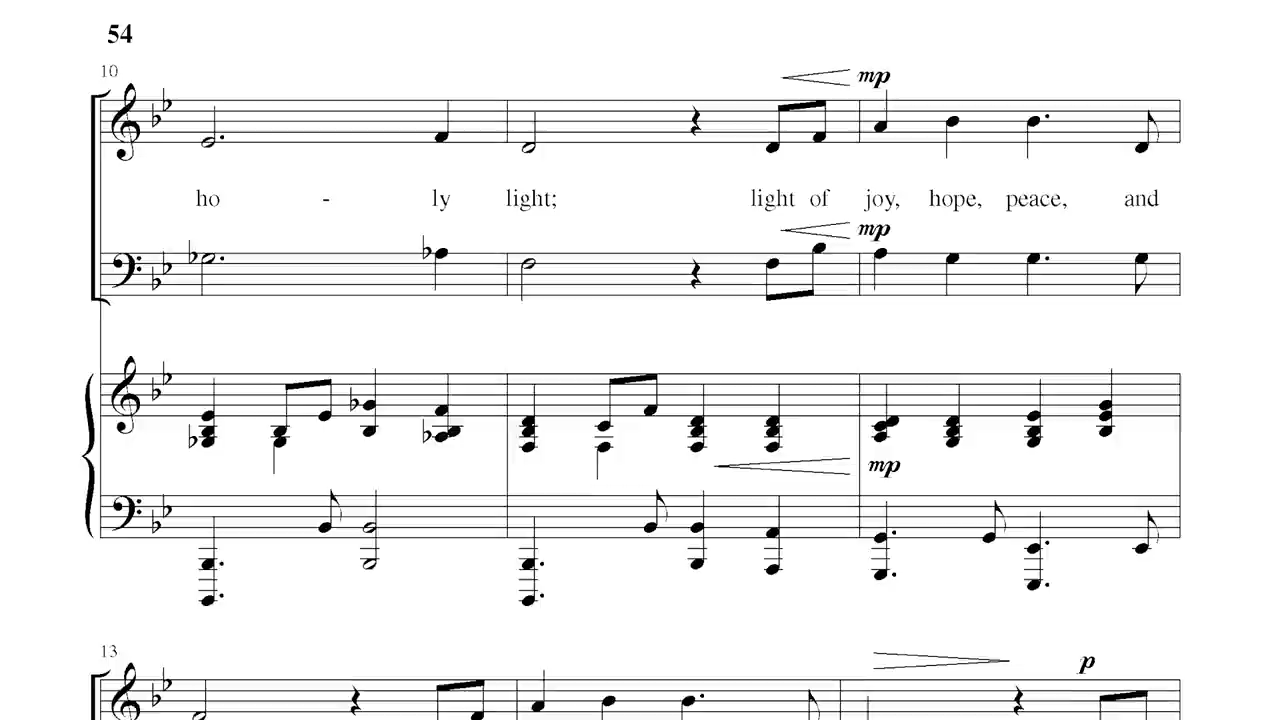 54
10
mp
ho - ly light; light of joy, hope, peace, and
mp
mp
13
p